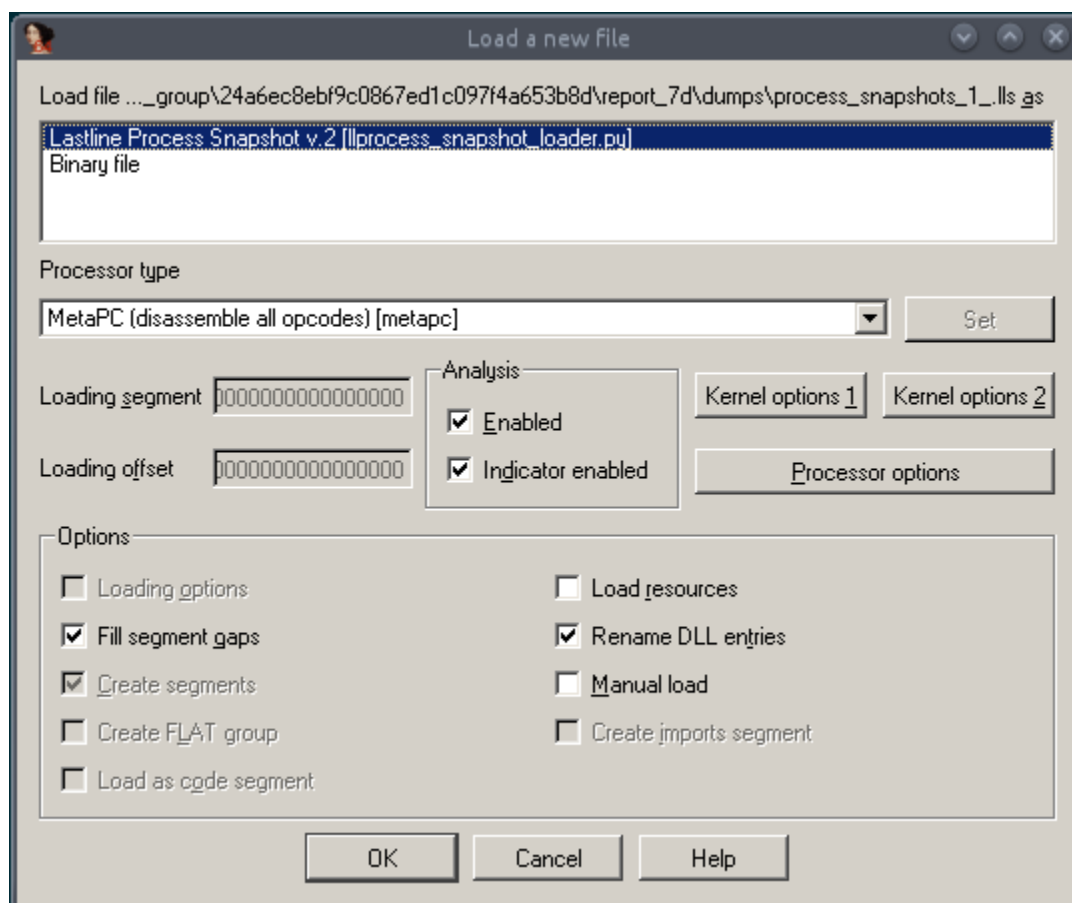 Load a new file
Load file ..._group\24a6ec8ebf9c0867ed1c097f4a653b8d\report_7d\dumps\process_snapshots_1_.lls as
Lastline Process Snapshot v.2 [llprocess_snapshot_loader.py]
Binary file
Processor type
MetaPC (disassemble all opcodes) [metapc]
Set
Loading segment
0000000000000000
Loading offset
0000000000000000
Analysis
Enabled
Indicator enabled
Kernel options 1
Kernel options 2
Processor options
Options
Loading options
Fill segment gaps
Create segments
Create FLAT group
Load as code segment
Load resources
Rename DLL entries
Manual load
Create imports segment
OK
Cancel
Help